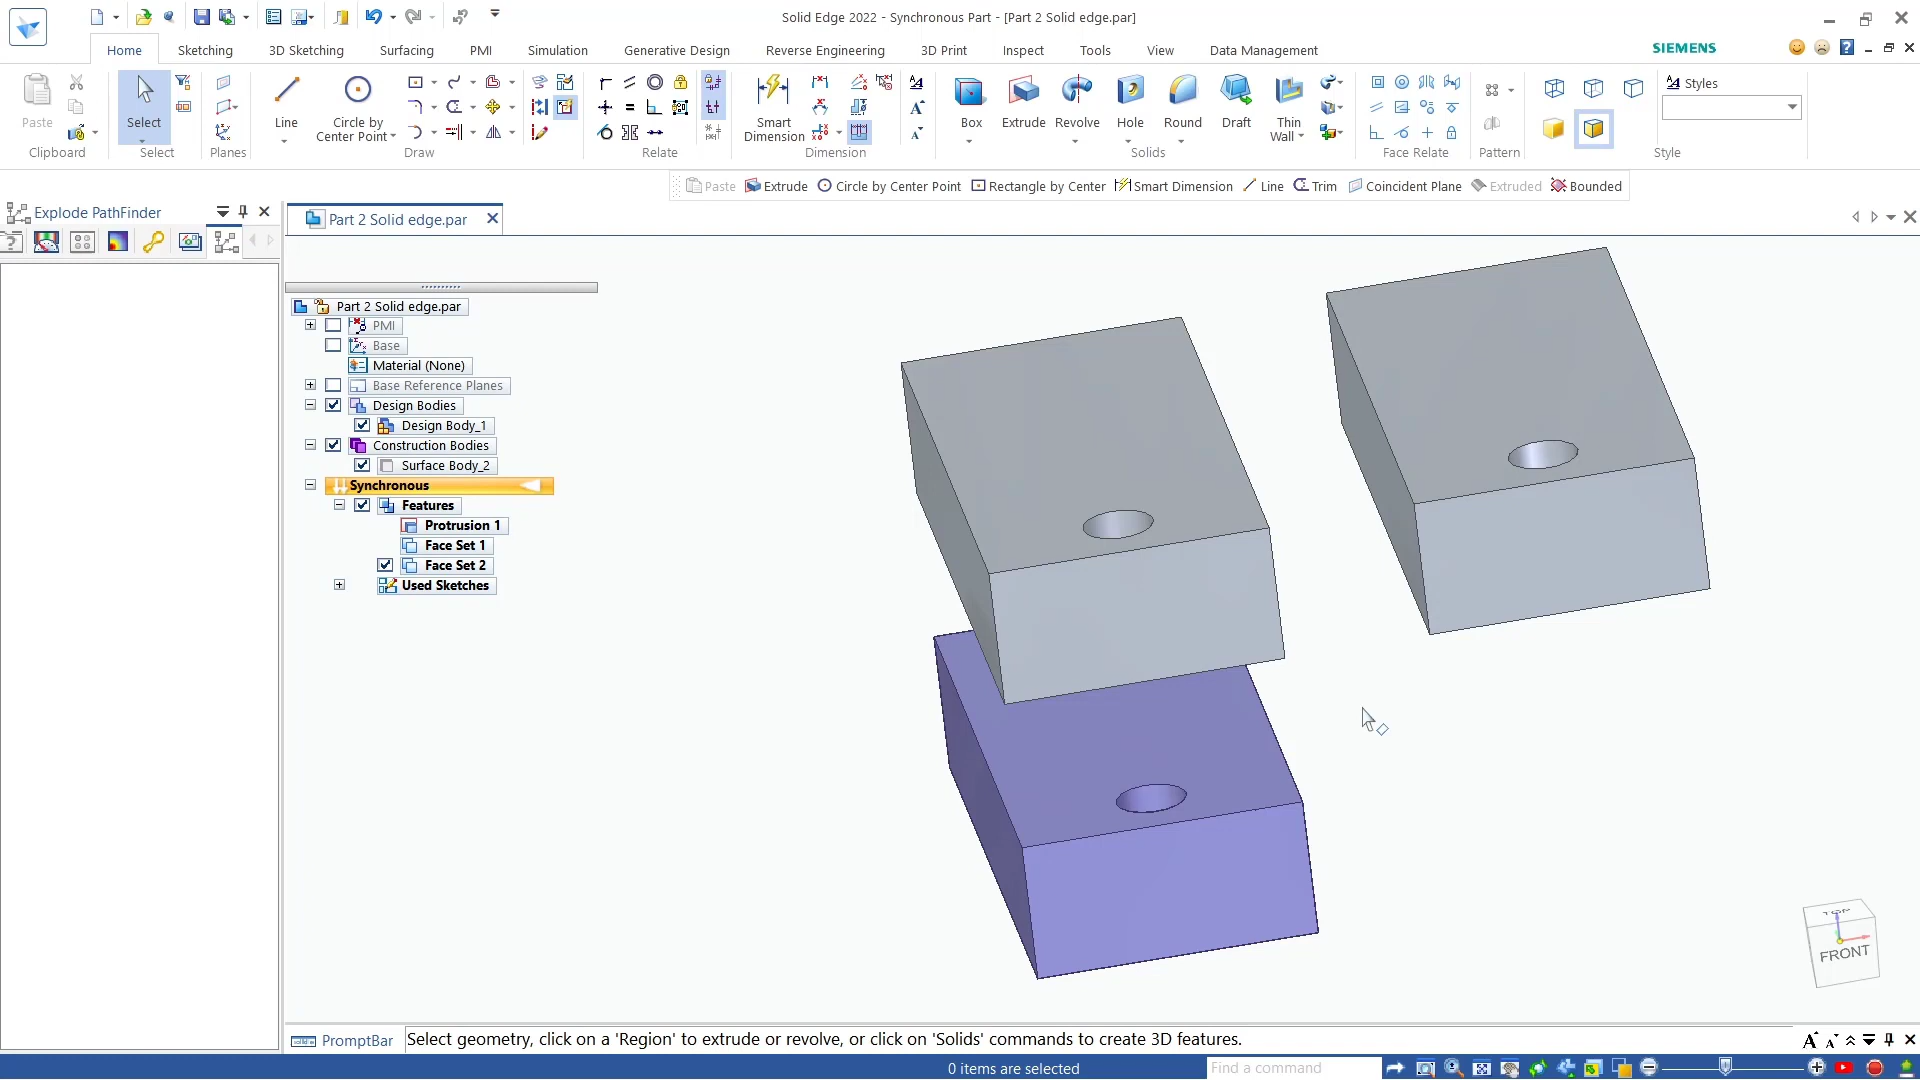 Solid Edge 2022 - Synchronous Part - [Part 2 Solid edge.par]
Home Sketching 3D Sketching Surfacing PMI Simulation Generative Design Reverse Engineering 3D Print Inspect Tools View Data Management SIEMENS
Paste
Select
Line
Circle by
Center Point
Smart
Dimension
Box
Extrude
Revolve
Hole
Round
Draft
Thin
Wall
Styles
Clipboard Select Planes Draw Relate Dimension Solids Face Relate Pattern Style
Paste Extrude Circle by Center Point Rectangle by Center Smart Dimension Line Trim Coincident Plane Extruded Bounded
Explode PathFinder
Part 2 Solid edge.par
Part 2 Solid edge.par
PMI
Base
Material (None)
Base Reference Planes
Design Bodies
Design Body_1
Construction Bodies
Surface Body_2
Synchronous
Features
Protrusion 1
Face Set 1
Face Set 2
Used Sketches
TOP
FRONT
PromptBar Select geometry, click on a 'Region' to extrude or revolve, or click on 'Solids' commands to create 3D features.
0 items are selected Find a command